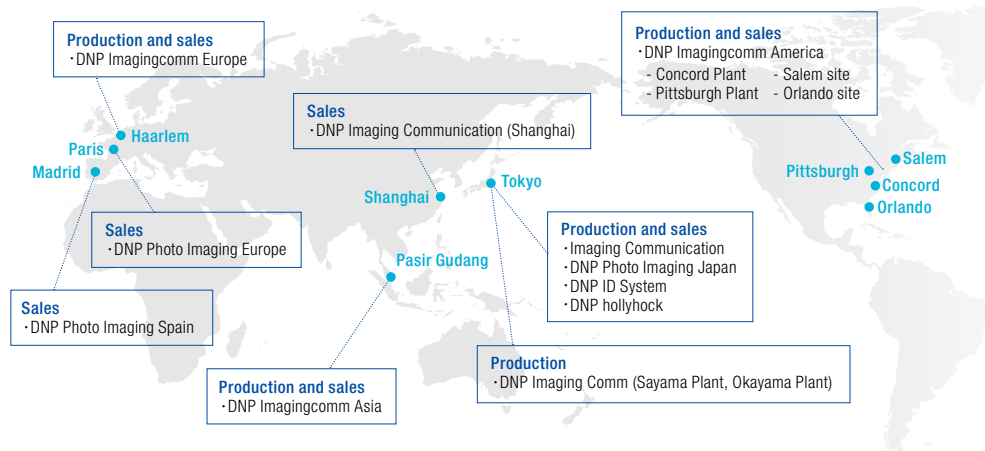 Production and sales
・DNP Imagingcomm Europe
Production and sales
・DNP Imagingcomm America
- Concord Plant - Salem site
- Pittsburgh Plant - Orlando site
Sales
・DNP Imaging Communication (Shanghai)
Haarlem
Paris
Madrid
Salem
Pittsburgh
Concord
Orlando
Tokyo
Shanghai
Sales
・DNP Photo Imaging Europe
Production and sales
・Imaging Communication
・DNP Photo Imaging Japan
・DNP ID System
・DNP hollyhock
Pasir Gudang
Sales
・DNP Photo Imaging Spain
Production
・DNP Imaging Comm (Sayama Plant, Okayama Plant)
Production and sales
・DNP Imagingcomm Asia